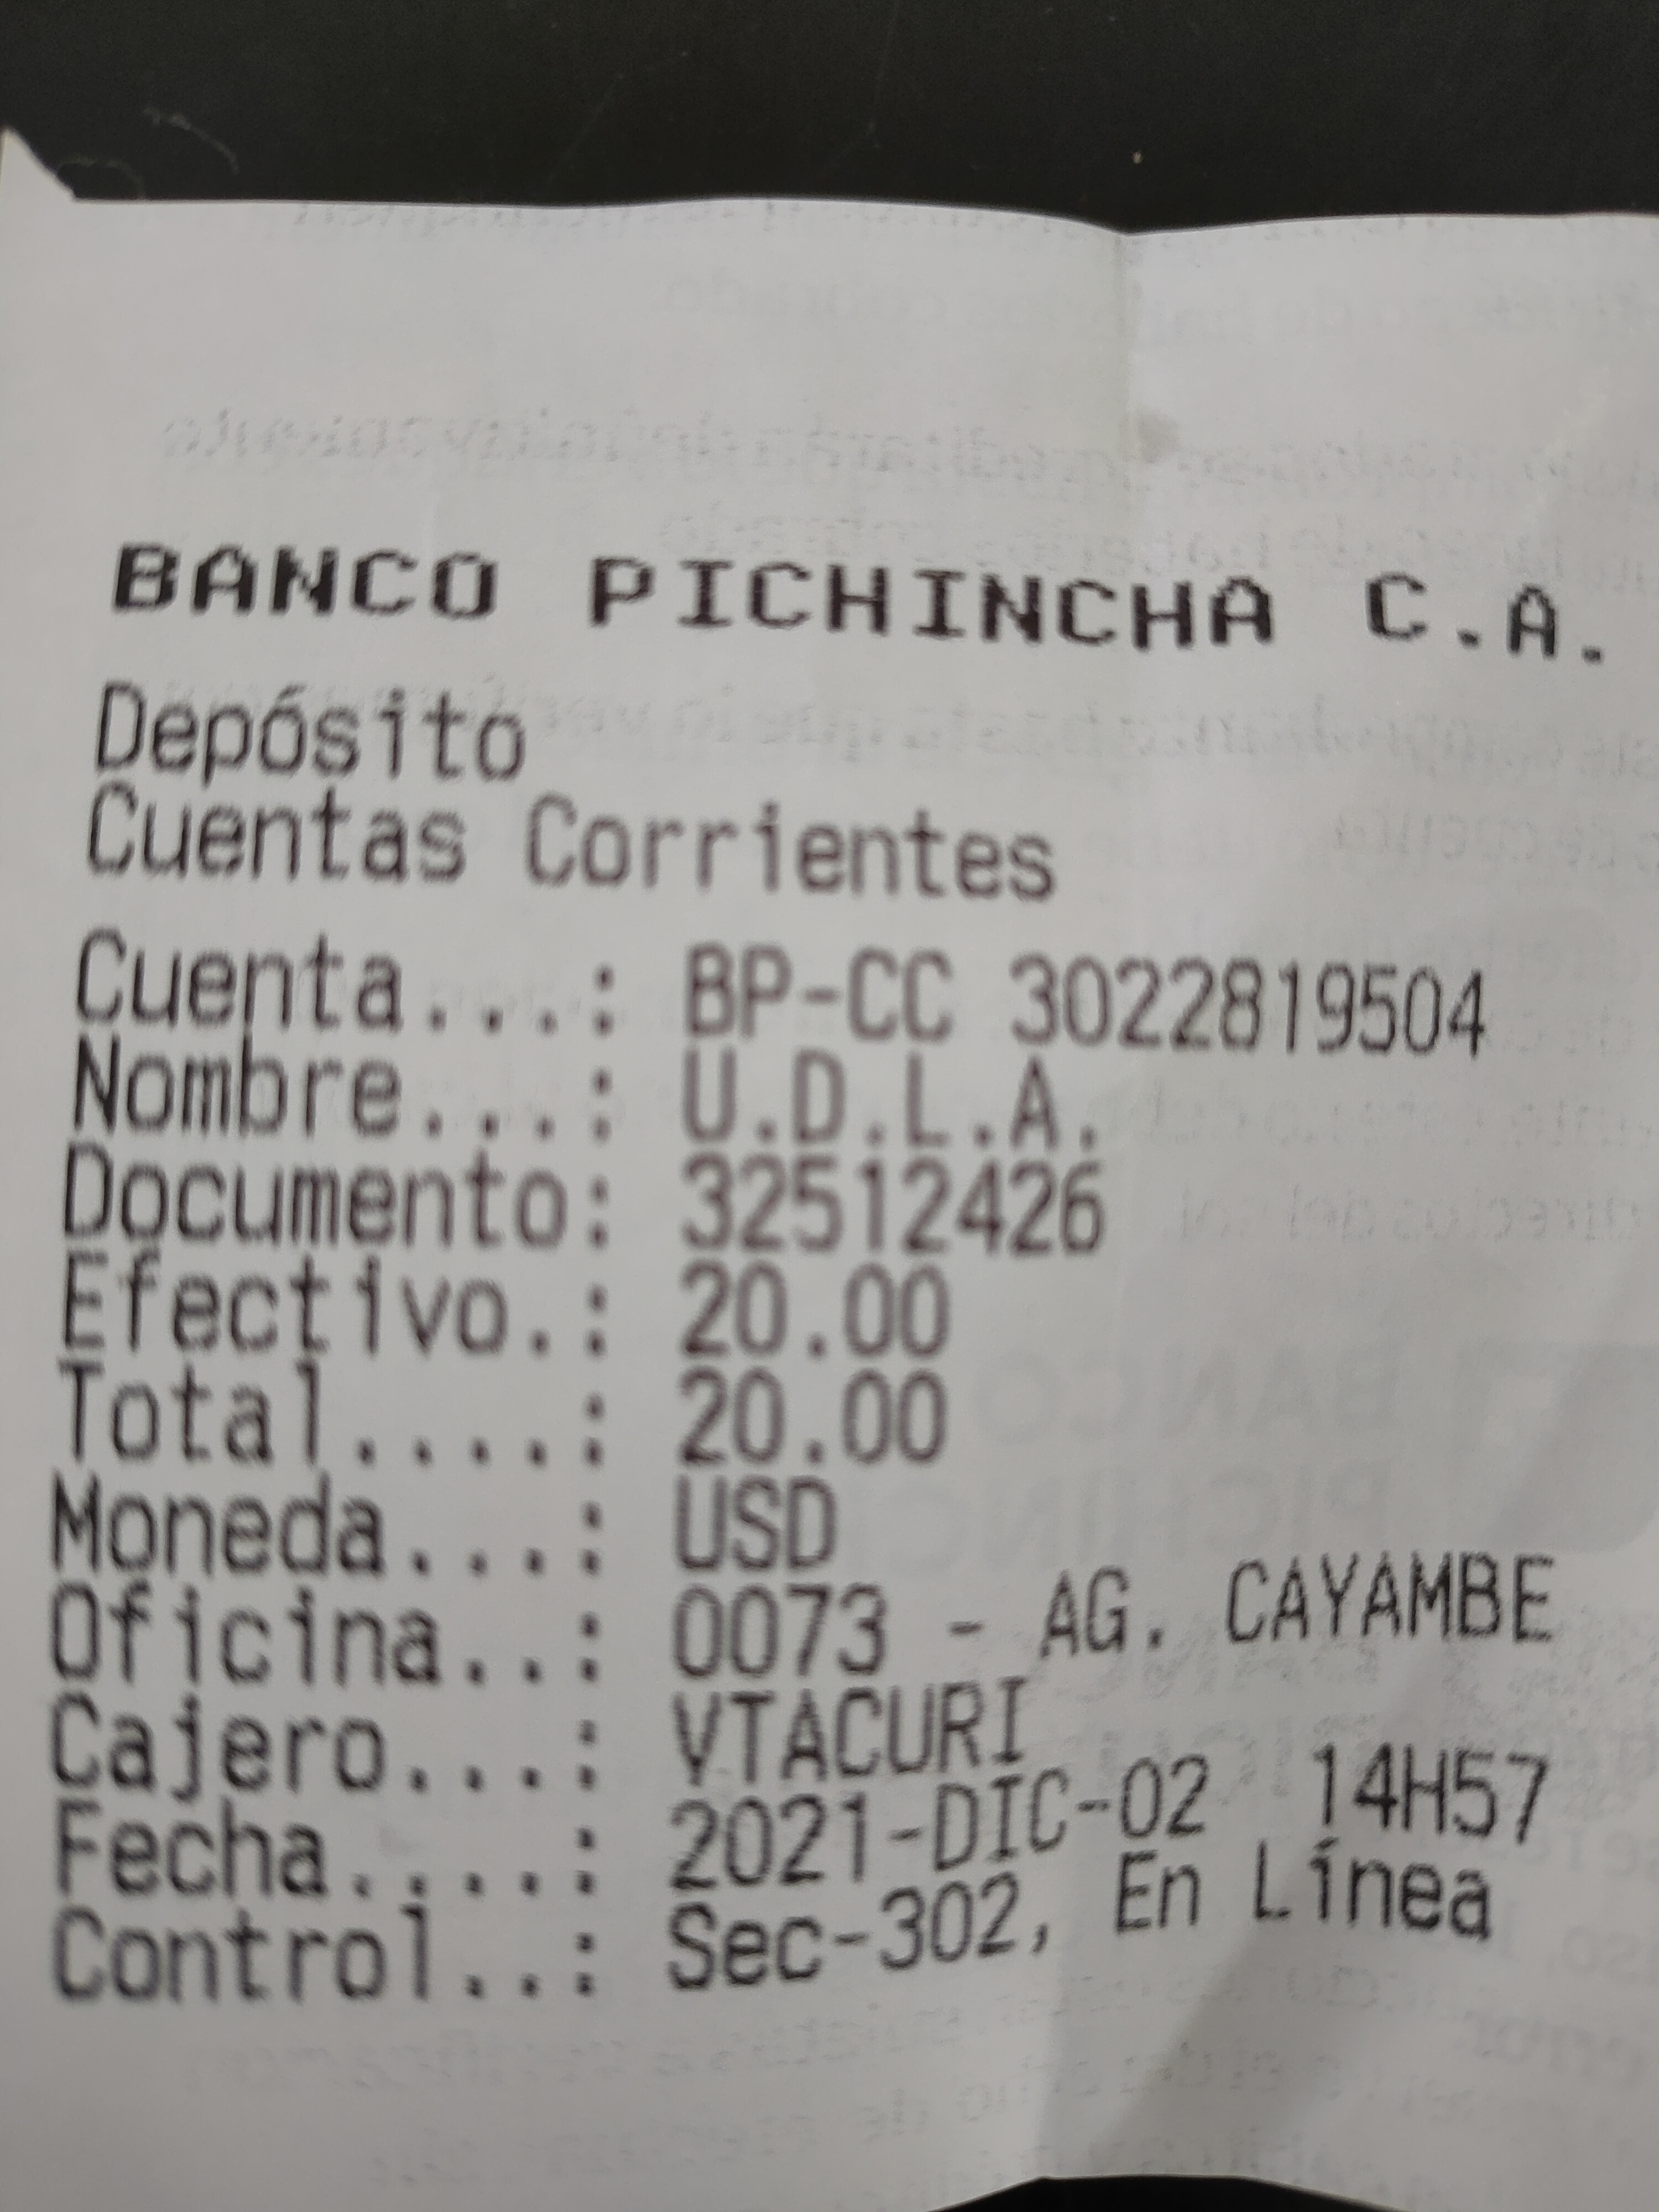 BANCO PICHINCHA C.A.
Depósito
Cuentas Corrientes
Cuenta...: BP-CC 3022819504
Nombre...: U.D.L.A.
Documento: 32512426
Efectivo.: 20.00
Total....: 20.00
Moneda...: USD
Oficina..: 0073 - AG. CAYAMBE
Cajero...: VTACURI
Fecha....: 2021-DIC-02 14H57
Control..: Sec-302, En Línea